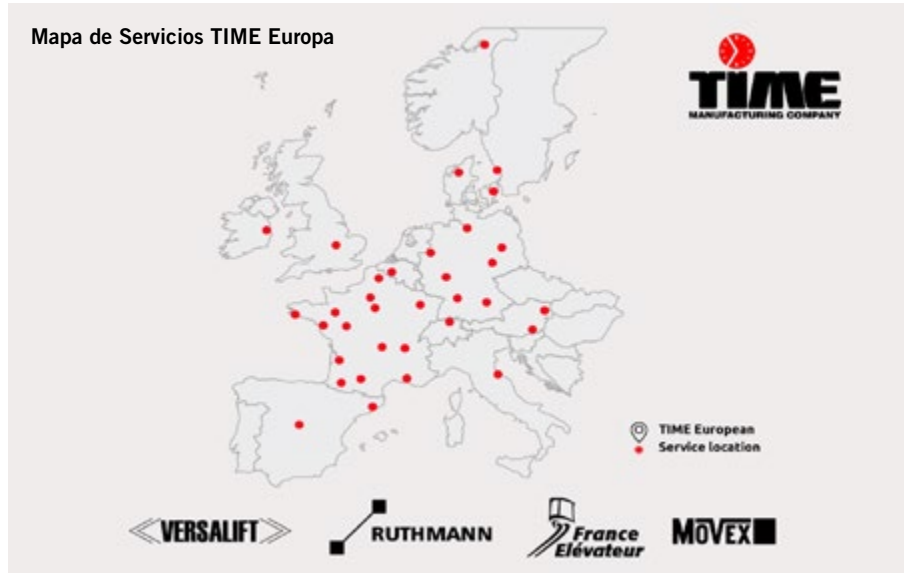 Mapa de Servicios TIME Europa
TIME
MANUFACTURING COMPANY
TIME European
Service location
VERSALIFT
RUTHMANN
France
Elévateur
MOVEX